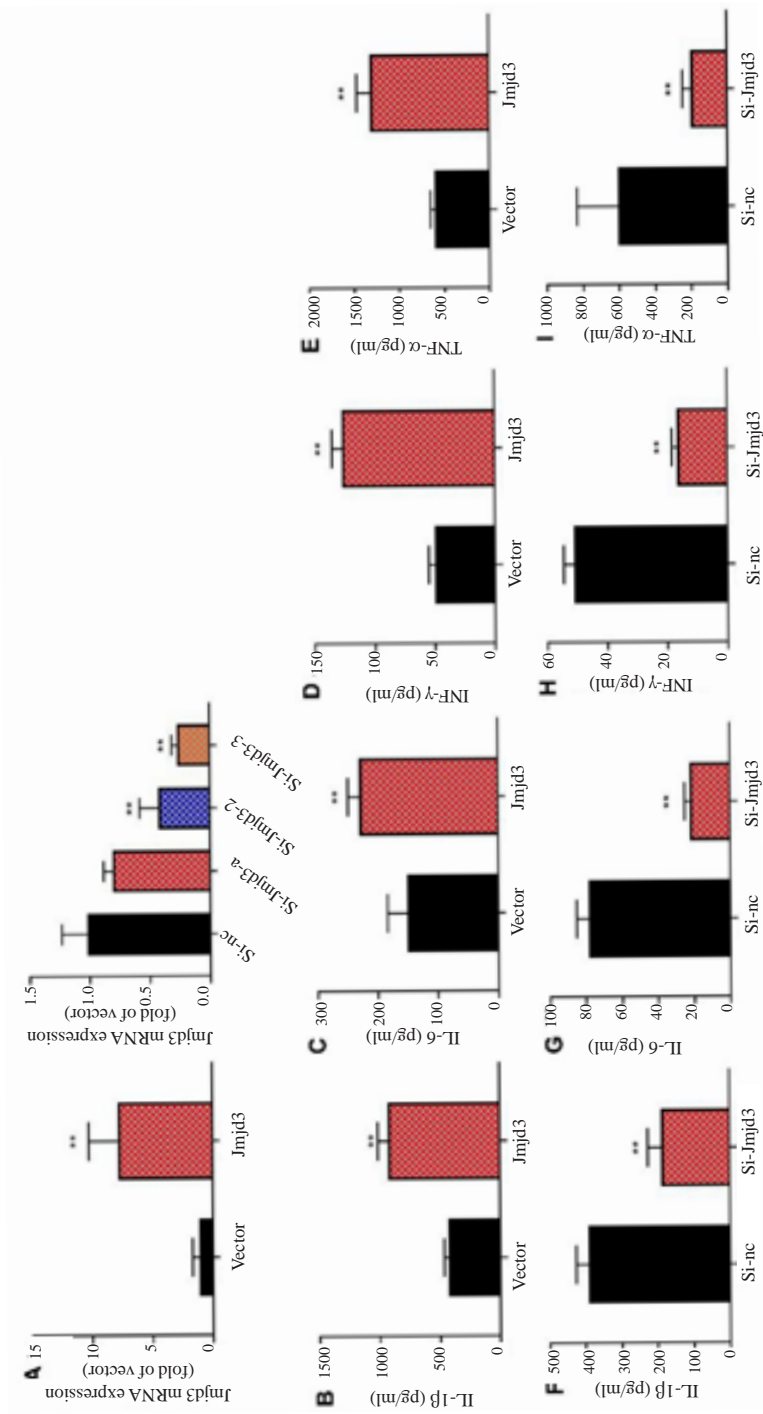 A
Jmjd3 mRNA expression
(fold of vector)
15
10
5
0
Vector
Jmjd3
**
Jmjd3 mRNA expression
(fold of vector)
1.5
1.0
0.5
0.0
Si-nc
Si-Jmjd3-a
Si-Jmjd3-2
Si-Jmjd3-3
**
**
B
IL-1β (pg/ml)
1500
1000
500
0
Vector
Jmjd3
**
C
IL-6 (pg/ml)
300
200
100
0
Vector
Jmjd3
**
D
INF-γ (pg/ml)
150
100
50
0
Vector
Jmjd3
**
E
TNF-α (pg/ml)
2000
1500
1000
500
0
Vector
Jmjd3
**
F
IL-1β (pg/ml)
500
400
300
200
100
0
Si-nc
Si-Jmjd3
**
G
IL-6 (pg/ml)
100
80
60
40
20
0
Si-nc
Si-Jmjd3
**
H
INF-γ (pg/ml)
60
40
20
0
Si-nc
Si-Jmjd3
**
I
TNF-α (pg/ml)
1000
800
600
400
200
0
Si-nc
Si-Jmjd3
**